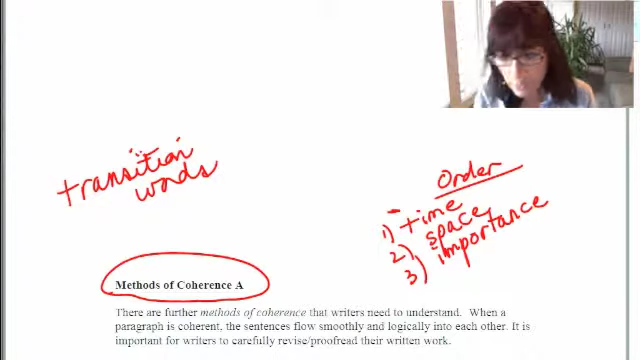 transition
words
Order
1) time
2) space
3) importance
Methods of Coherence A
There are further methods of coherence that writers need to understand. When a
paragraph is coherent, the sentences flow smoothly and logically into each other. It is
important for writers to carefully revise/proofread their written work.